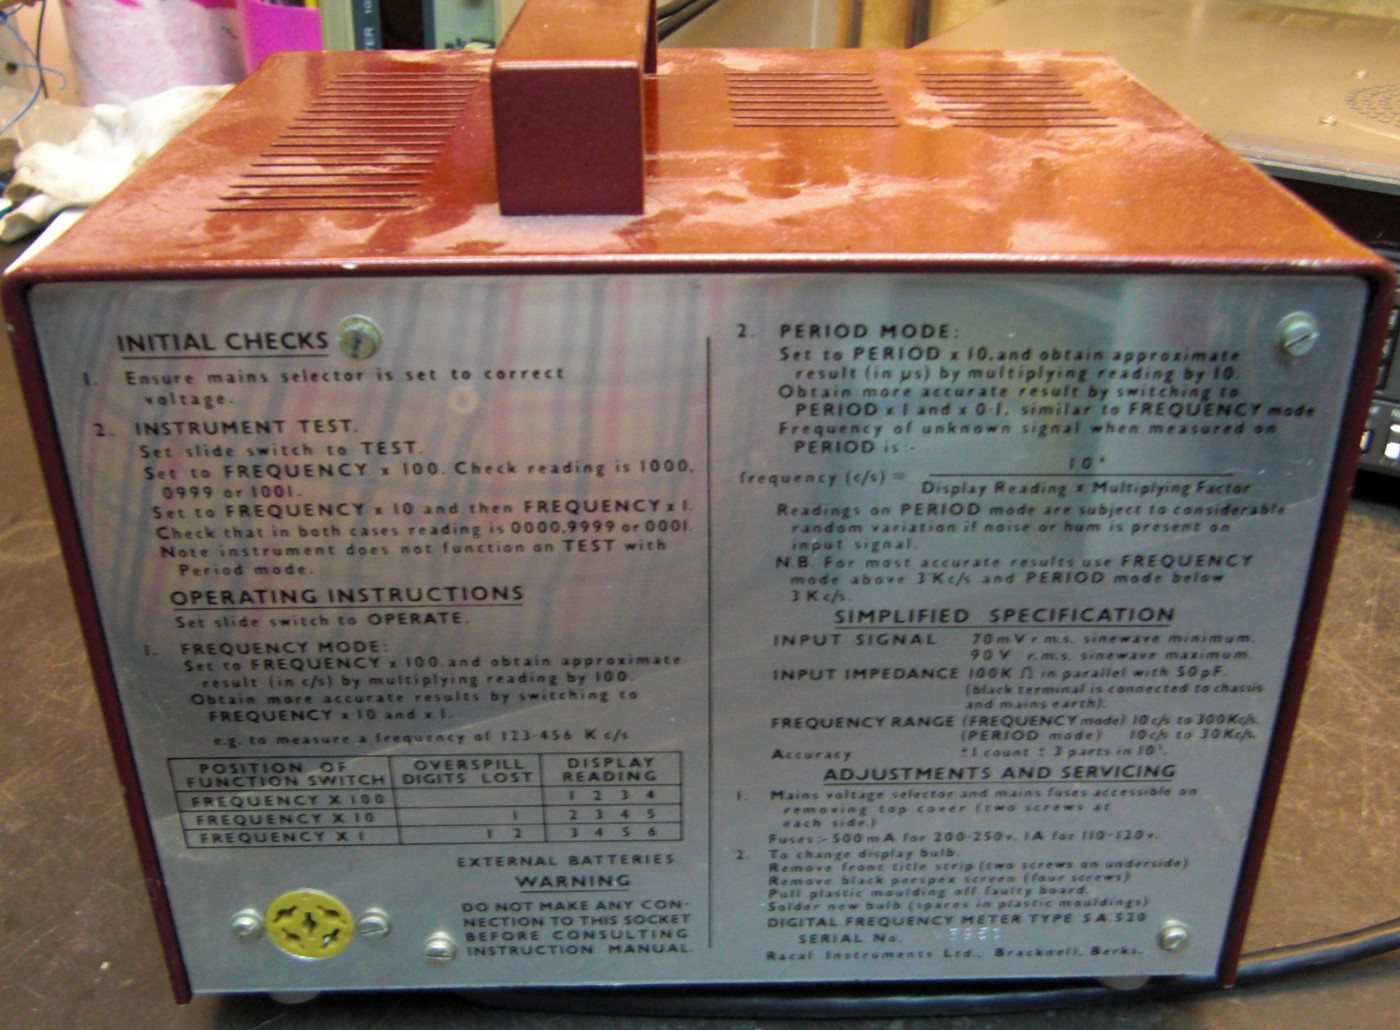 INITIAL CHECKS
1. Ensure mains selector is set to correct
voltage.
2. INSTRUMENT TEST.
Set slide switch to TEST.
Set to FREQUENCY x 100. Check reading is 1000,
0999 or 1001.
Set to FREQUENCY x 10 and then FREQUENCY x 1.
Check that in both cases reading is 0000,9999 or 0001.
Note instrument does not function on TEST with
Period mode.
OPERATING INSTRUCTIONS
Set slide switch to OPERATE.
1. FREQUENCY MODE:
Set to FREQUENCY x 100 and obtain approximate
result (in c/s) by multiplying reading by 100.
Obtain more accurate results by switching to
FREQUENCY x 10 and x 1.
e.g. to measure a frequency of 123·456 Kc/s
POSITION OF FUNCTION SWITCH OVERSPILL DIGITS LOST DISPLAY READING
FREQUENCY X 100 1 2 3 4
FREQUENCY X 10 1 2 3 4 5
FREQUENCY X 1 1 2 3 4 5 6
EXTERNAL BATTERIES.
WARNING
DO NOT MAKE ANY CON-
NECTION TO THIS SOCKET
BEFORE CONSULTING
INSTRUCTION MANUAL.
2. PERIOD MODE:
Set to PERIOD x 10, and obtain approximate
result (in µs) by multiplying reading by 10.
Obtain more accurate result by switching to
PERIOD x 1 and x 0·1, similar to FREQUENCY mode
Frequency of unknown signal when measured on
PERIOD is:-
frequency (c/s) = 10
Display Reading x Multiplying Factor
Readings on PERIOD mode are subject to considerable
random variation if noise or hum is present on
input signal.
N.B. For most accurate results use FREQUENCY
mode above 3 Kc/s and PERIOD mode below
3 Kc/s.
SIMPLIFIED SPECIFICATION
INPUT SIGNAL 70mV r.m.s. sinewave minimum.
90V r.m.s. sinewave maximum.
INPUT IMPEDANCE 100K Ω in parallel with 50pF.
(black terminal is connected to chassis
and mains earth).
FREQUENCY RANGE (FREQUENCY mode) 10c/s to 300Kc/s.
(PERIOD mode) 10c/s to 30Kc/s.
Accuracy ±1 count ± 3 parts in 10
ADJUSTMENTS AND SERVICING
1. Mains voltage selector and mains fuses accessible on
removing top cover (two screws at
each side.)
Fuses:- 500mA for 200-250v. 1A for 110-120v.
2. To change display bulb.
Remove front title strip (two screws on underside)
Remove black perspex screen (four screws)
Pull plastic moulding off faulty board.
Solder new bulb (spares in plastic mouldings)
DIGITAL FREQUENCY METER TYPE SA.520
SERIAL No.
Racal Instruments Ltd., Bracknell, Berks.